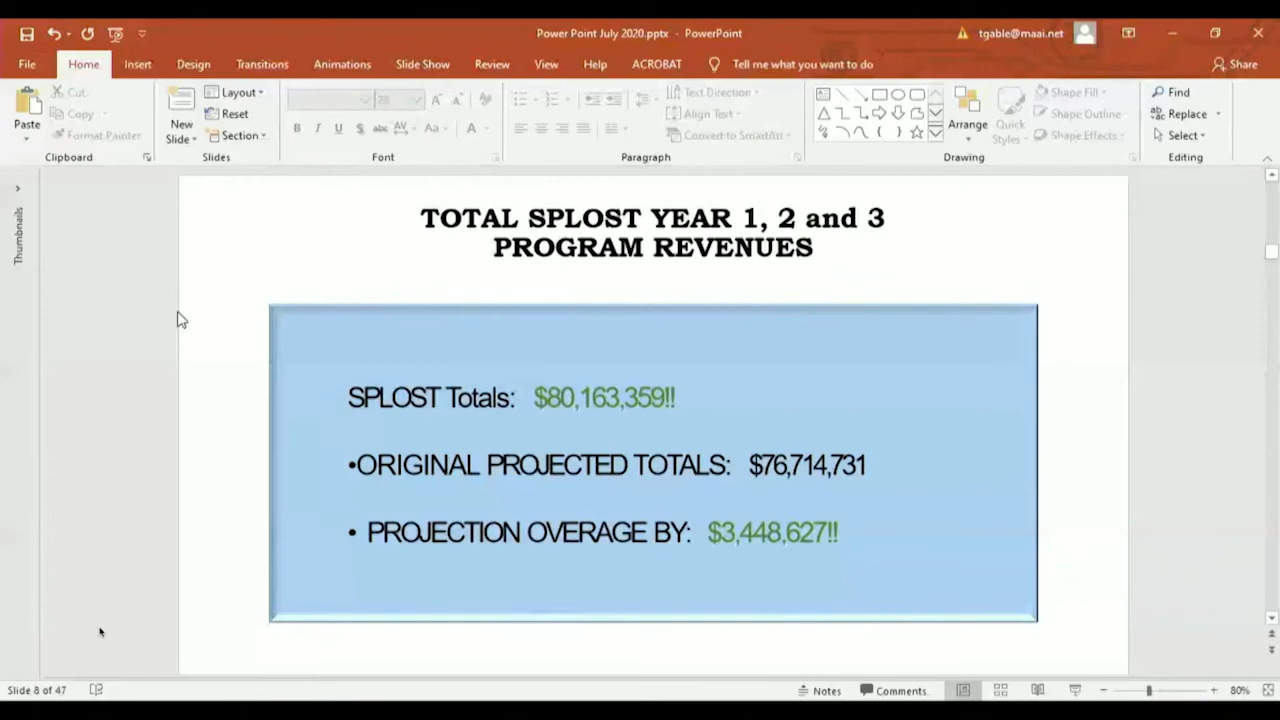 Power Point July 2020.pptx - PowerPoint
tgable@maai.net
File Home Insert Design Transitions Animations Slide Show Review View Help ACROBAT Tell me what you want to do Share
Paste
Cut
Copy
Format Painter
Clipboard
New Slide
Layout
Reset
Section
Slides
B I U S abc AV Aa A
Font
Text Direction
Align Text
Convert to SmartArt
Paragraph
Arrange
Quick Styles
Shape Fill
Shape Outline
Shape Effects
Drawing
Find
Replace
Select
Editing
Thumbnails
TOTAL SPLOST YEAR 1, 2 and 3
PROGRAM REVENUES
SPLOST Totals: $80,163,359!!
•ORIGINAL PROJECTED TOTALS: $76,714,731
• PROJECTION OVERAGE BY: $3,448,627!!
Slide 8 of 47
Notes
Comments
80%